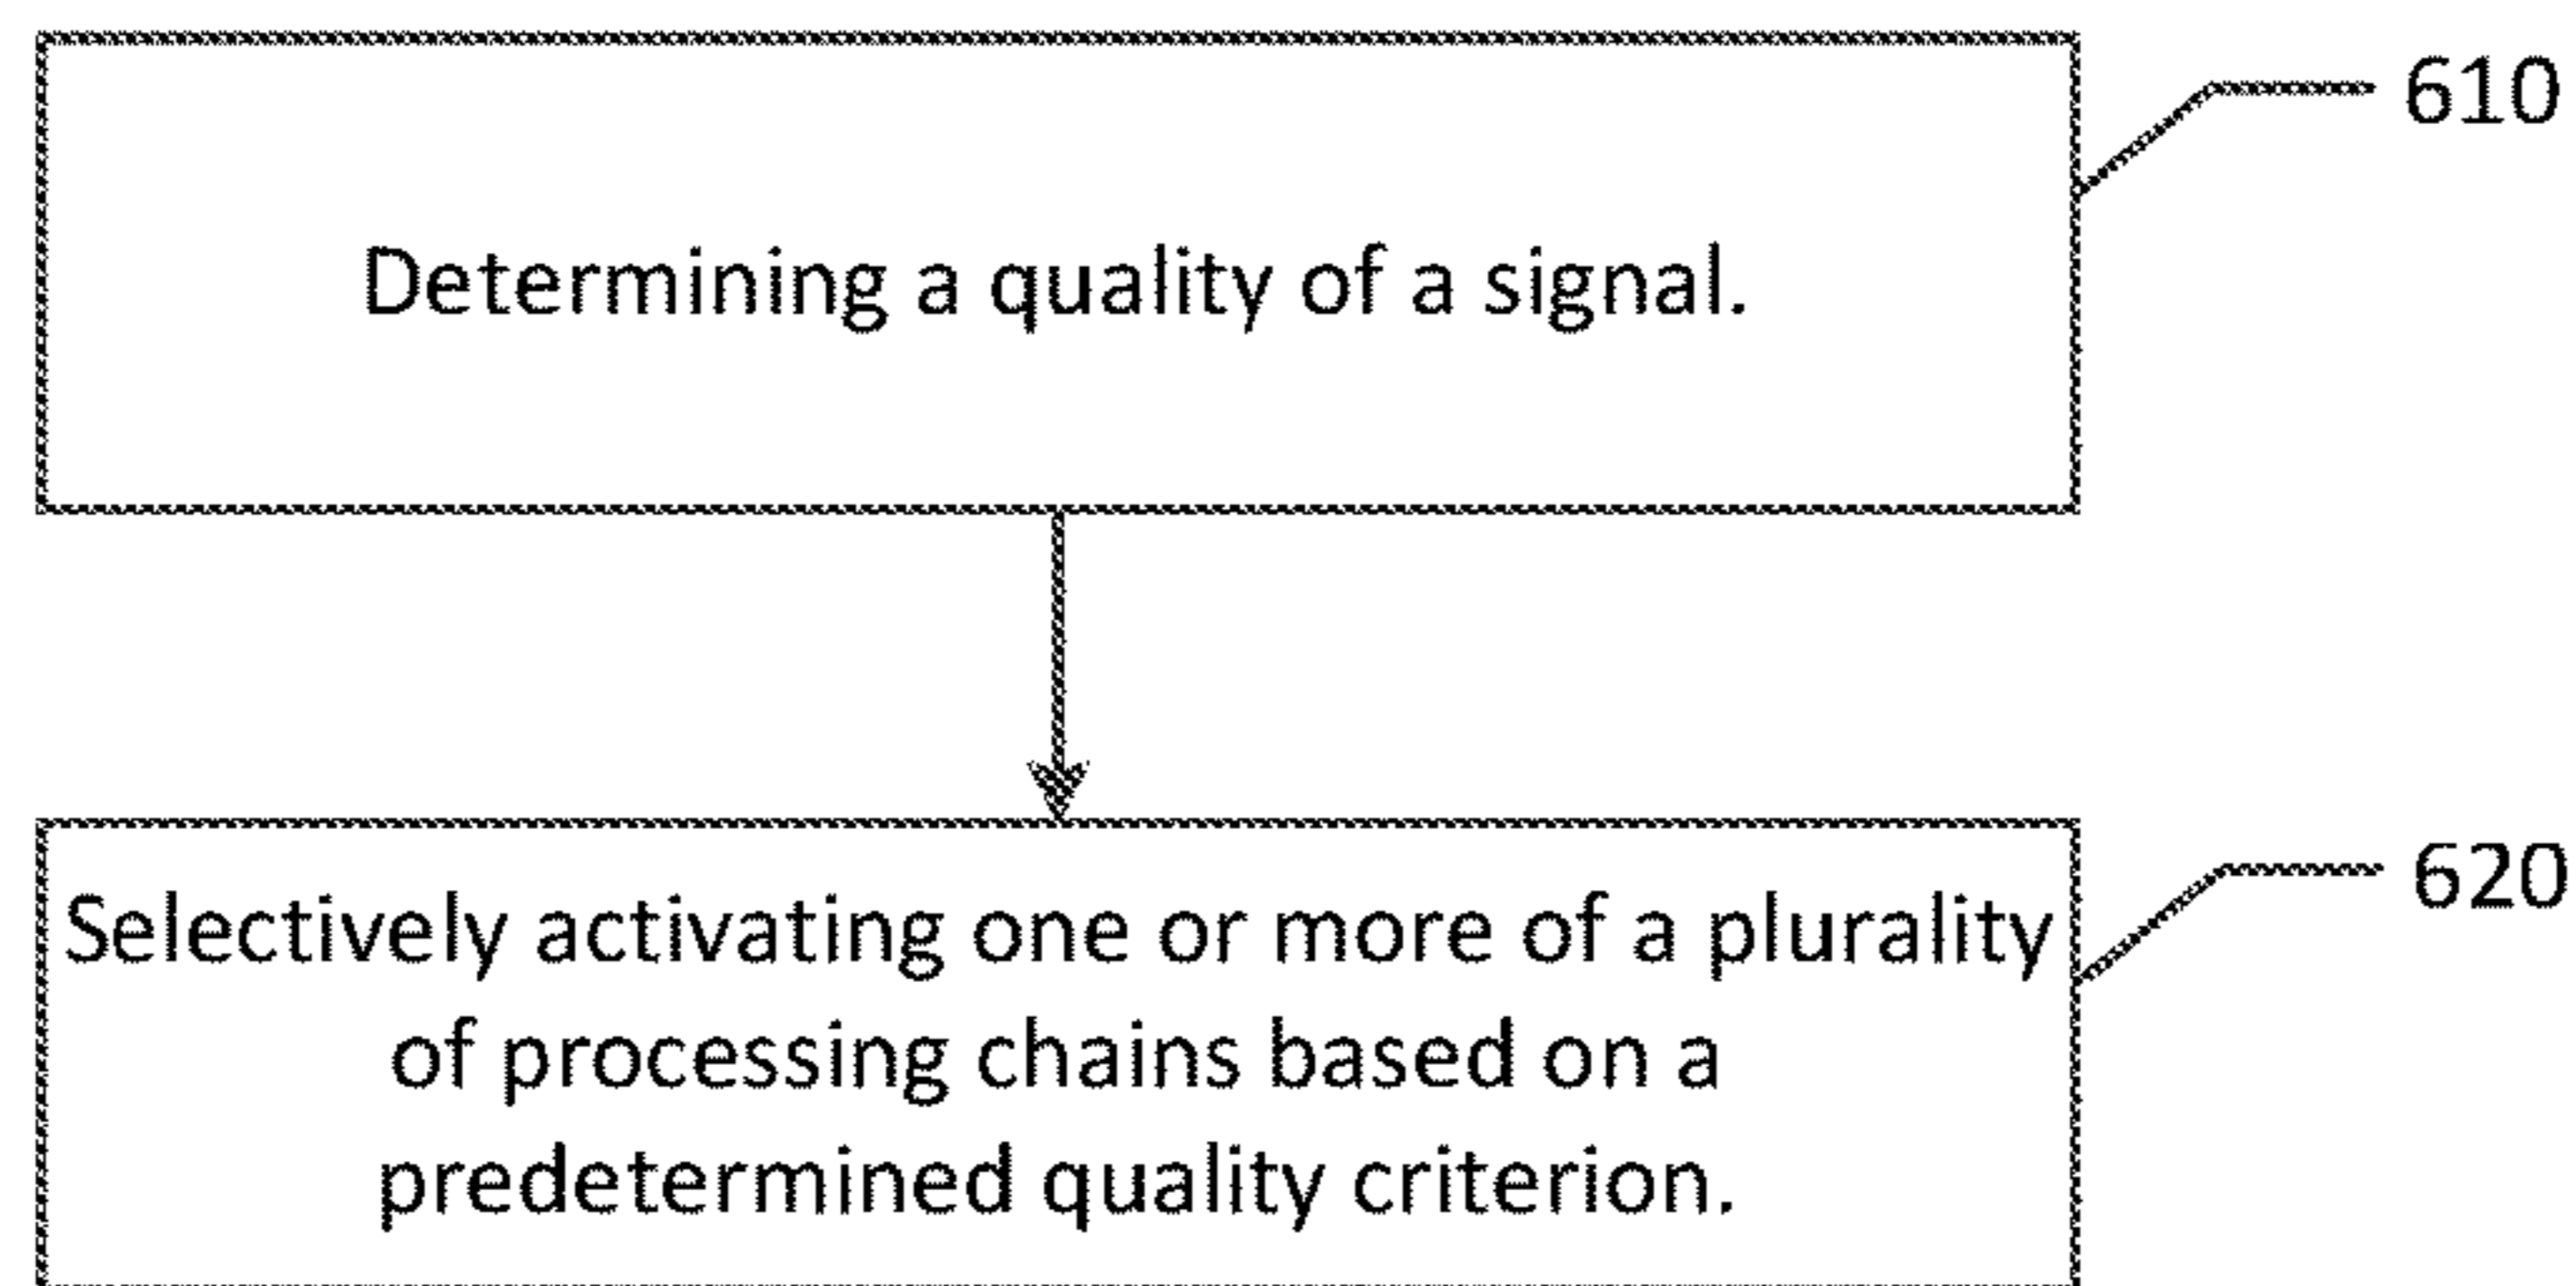 610
Determining a quality of a signal.
620
Selectively activating one or more of a plurality
of processing chains based on a
predetermined quality criterion.